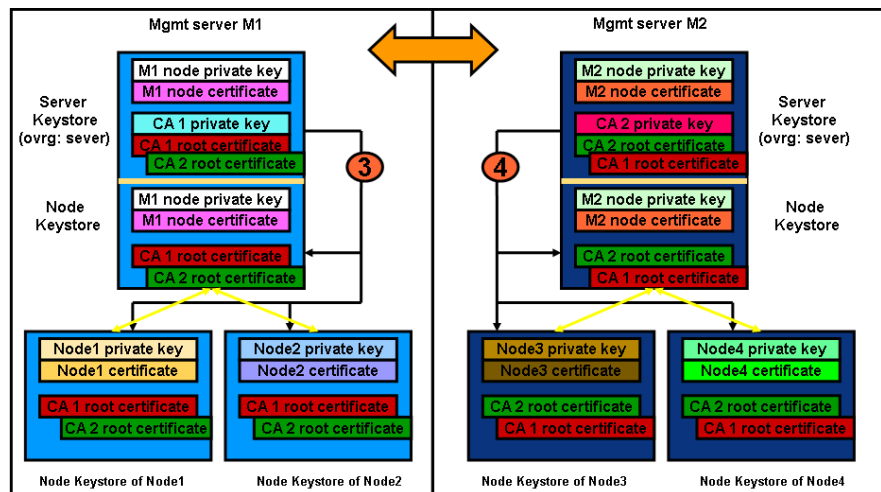 Mgmt server M1
Server
Keystore
(ovrg: sever)
M1 node private key
M1 node certificate
CA 1 private key
CA 1 root certificate
CA 2 root certificate
3
Node
Keystore
M1 node private key
M1 node certificate
CA 1 root certificate
CA 2 root certificate
Node1 private key
Node1 certificate
CA 1 root certificate
CA 2 root certificate
Node Keystore of Node1
Node2 private key
Node2 certificate
CA 1 root certificate
CA 2 root certificate
Node Keystore of Node2
Mgmt server M2
M2 node private key
M2 node certificate
CA 2 private key
CA 2 root certificate
CA 1 root certificate
Server
Keystore
(ovrg: sever)
4
M2 node private key
M2 node certificate
CA 2 root certificate
CA 1 root certificate
Node
Keystore
Node3 private key
Node3 certificate
CA 2 root certificate
CA 1 root certificate
Node Keystore of Node3
Node4 private key
Node4 certificate
CA 2 root certificate
CA 1 root certificate
Node Keystore of Node4